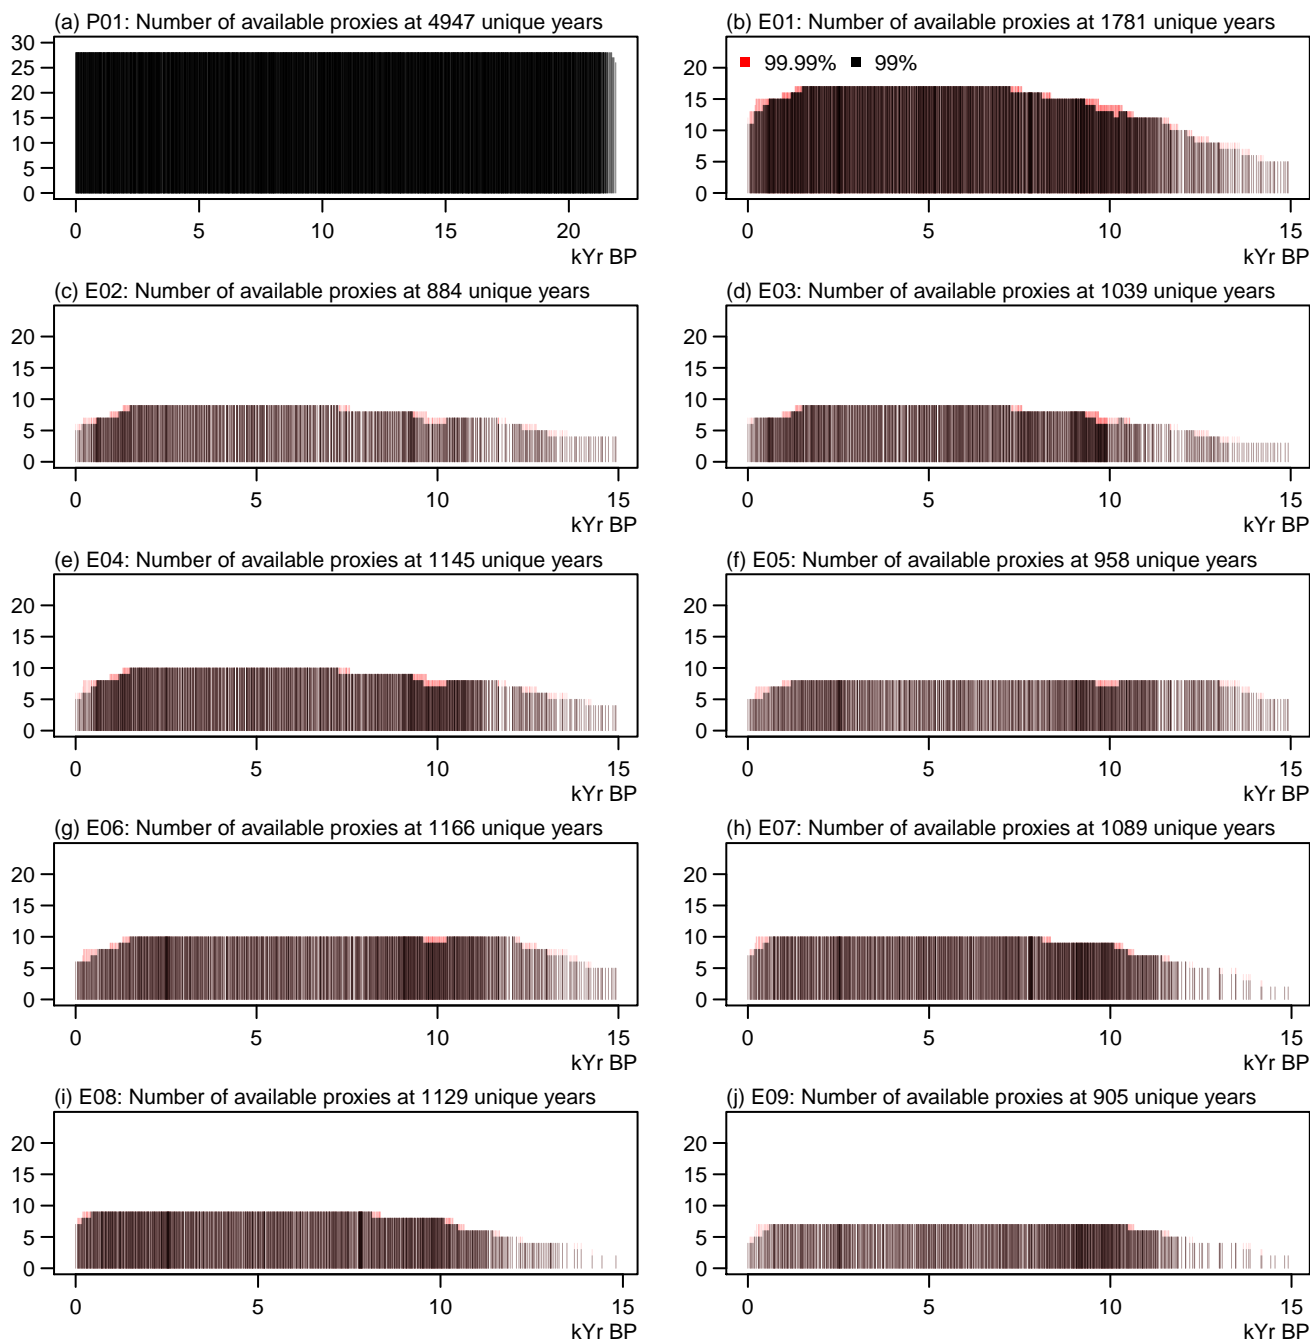 (a) P01: Number of available proxies at 4947 unique years
30
25
20
15
10
5
0
0 5 10 15 20
kYr BP
(b) E01: Number of available proxies at 1781 unique years
99.99% 99%
20
15
10
5
0
0 5 10 15
kYr BP
(c) E02: Number of available proxies at 884 unique years
20
15
10
5
0
0 5 10 15
kYr BP
(d) E03: Number of available proxies at 1039 unique years
20
15
10
5
0
0 5 10 15
kYr BP
(e) E04: Number of available proxies at 1145 unique years
20
15
10
5
0
0 5 10 15
kYr BP
(f) E05: Number of available proxies at 958 unique years
20
15
10
5
0
0 5 10 15
kYr BP
(g) E06: Number of available proxies at 1166 unique years
20
15
10
5
0
0 5 10 15
kYr BP
(h) E07: Number of available proxies at 1089 unique years
20
15
10
5
0
0 5 10 15
kYr BP
(i) E08: Number of available proxies at 1129 unique years
20
15
10
5
0
0 5 10 15
kYr BP
(j) E09: Number of available proxies at 905 unique years
20
15
10
5
0
0 5 10 15
kYr BP